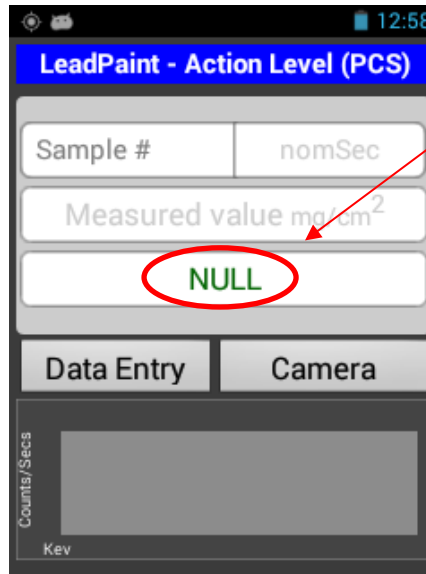 12:58
LeadPaint - Action Level (PCS)
Sample # nomSec
Measured value mg/cm²
NULL
Data Entry Camera
Counts/Secs
Kev